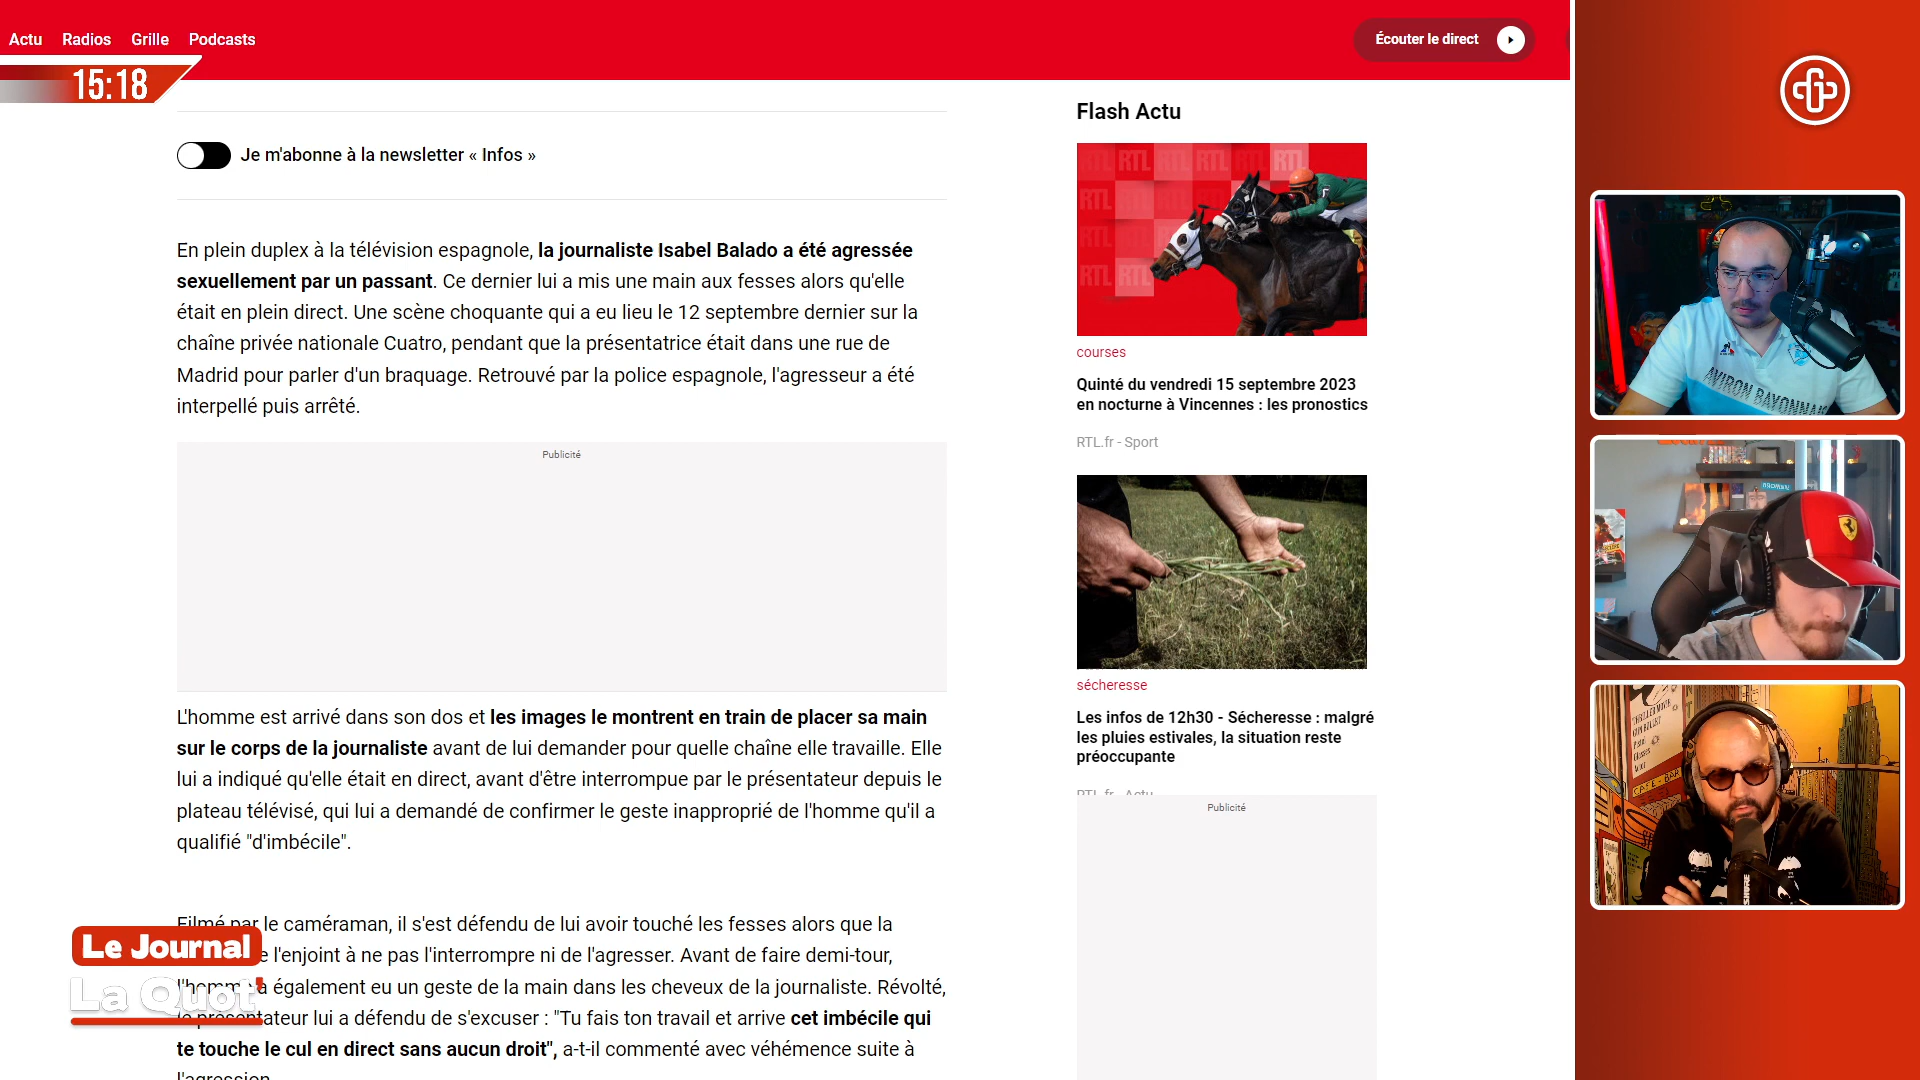 Actu Radios Grille Podcasts
Écouter le direct
15:18
Je m'abonne à la newsletter « Infos »
En plein duplex à la télévision espagnole, la journaliste Isabel Balado a été agressée
sexuellement par un passant. Ce dernier lui a mis une main aux fesses alors qu'elle
était en plein direct. Une scène choquante qui a eu lieu le 12 septembre dernier sur la
chaîne privée nationale Cuatro, pendant que la présentatrice était dans une rue de
Madrid pour parler d'un braquage. Retrouvé par la police espagnole, l'agresseur a été
interpellé puis arrêté.
Publicité
L'homme est arrivé dans son dos et les images le montrent en train de placer sa main
sur le corps de la journaliste avant de lui demander pour quelle chaîne elle travaille. Elle
lui a indiqué qu'elle était en direct, avant d'être interrompue par le présentateur depuis le
plateau télévisé, qui lui a demandé de confirmer le geste inapproprié de l'homme qu'il a
qualifié "d'imbécile".
Filmé par le caméraman, il s'est défendu de lui avoir touché les fesses alors que la
l'enjoint à ne pas l'interrompre ni de l'agresser. Avant de faire demi-tour,
l'homme a également eu un geste de la main dans les cheveux de la journaliste. Révolté,
le présentateur lui a défendu de s'excuser : "Tu fais ton travail et arrive cet imbécile qui
te touche le cul en direct sans aucun droit", a-t-il commenté avec véhémence suite à
l'agression
Le Journal
La Quot'
Flash Actu
RTL RTL RTL RTL
courses
Quinté du vendredi 15 septembre 2023
en nocturne à Vincennes : les pronostics
RTL.fr - Sport
sécheresse
Les infos de 12h30 - Sécheresse : malgré
les pluies estivales, la situation reste
préoccupante
RTL.fr - Actu
Publicité
AVIRON BAYONNAIS
CAFE - BAR
SHURE